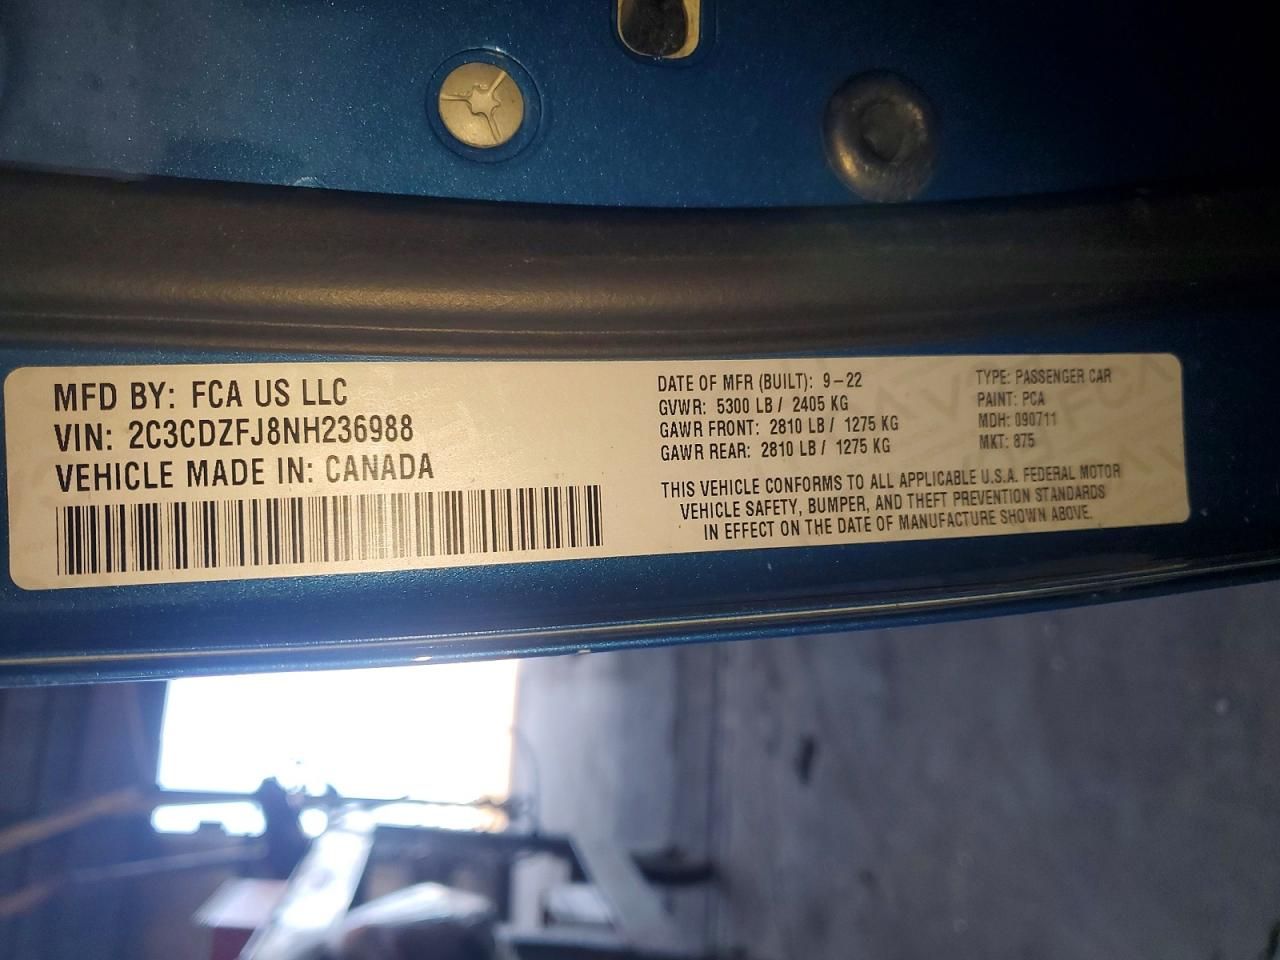 MFD BY: FCA US LLC
VIN: 2C3CDZFJ8NH236988
VEHICLE MADE IN: CANADA
DATE OF MFR (BUILT): 9-22
GVWR: 5300 LB / 2405 KG
GAWR FRONT: 2810 LB / 1275 KG
GAWR REAR: 2810 LB / 1275 KG
TYPE: PASSENGER CAR
PAINT: PCA
MDH: 090711
MKT: 875
THIS VEHICLE CONFORMS TO ALL APPLICABLE U.S.A. FEDERAL MOTOR
VEHICLE SAFETY, BUMPER, AND THEFT PREVENTION STANDARDS
IN EFFECT ON THE DATE OF MANUFACTURE SHOWN ABOVE.